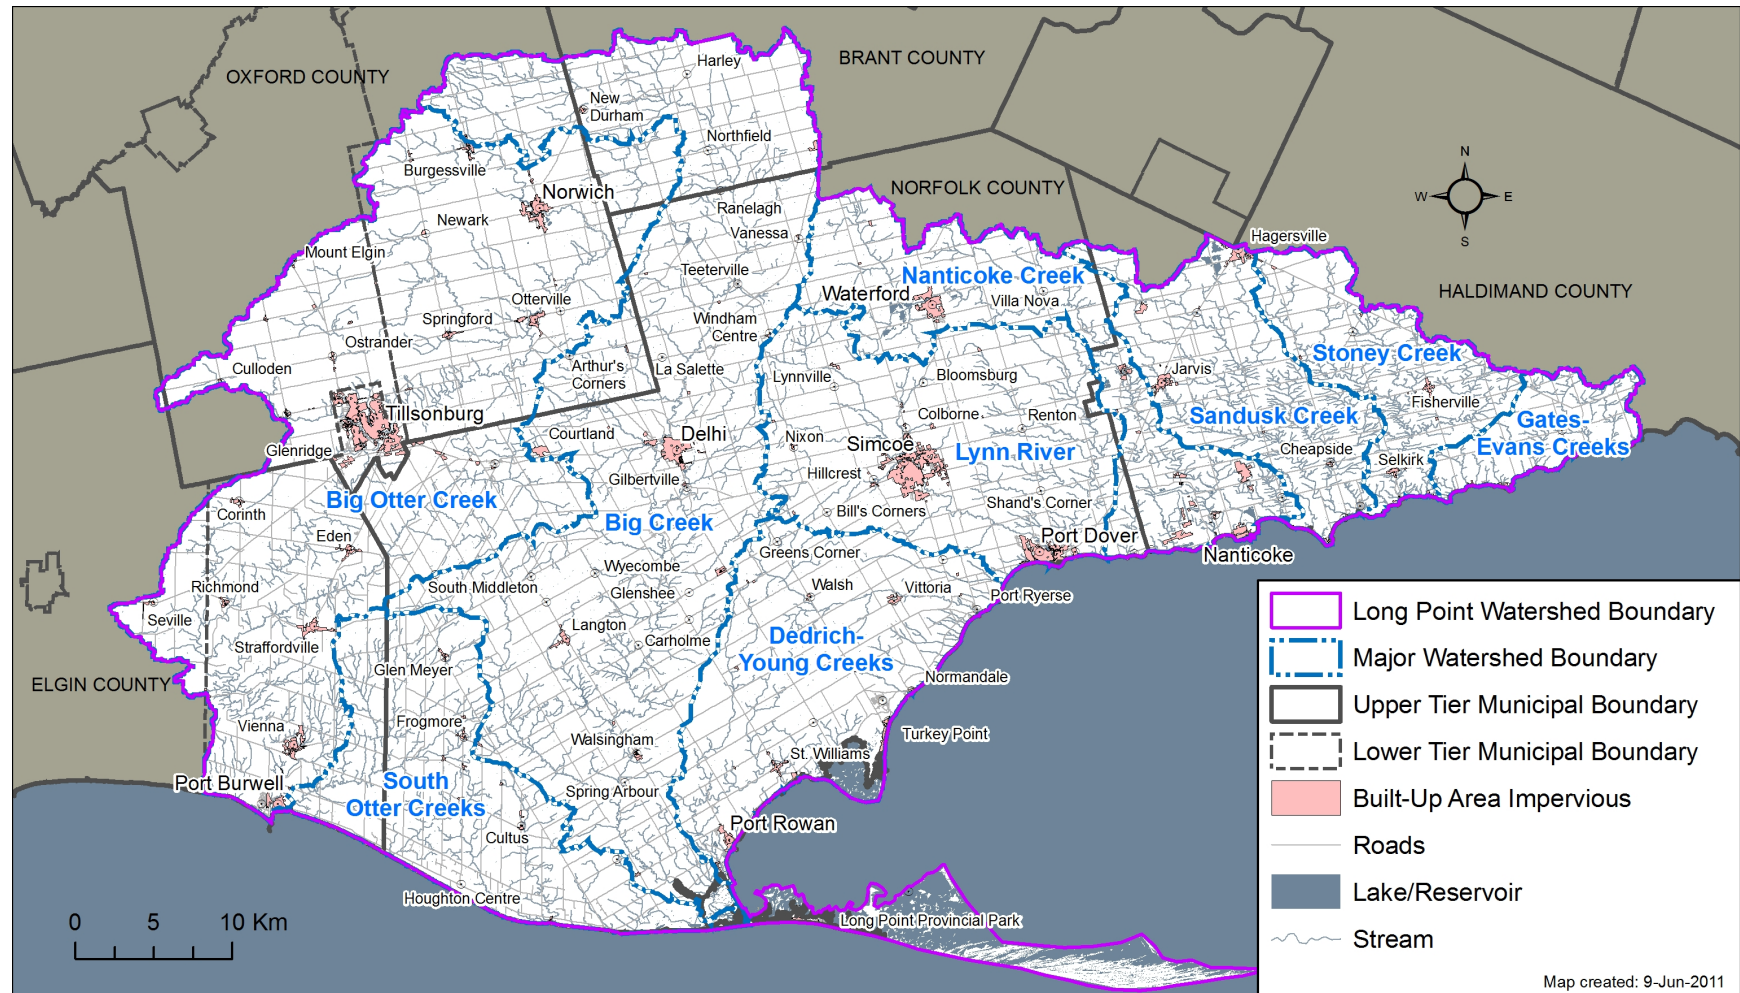 OXFORD COUNTY
BRANT COUNTY
Harley
New
Durham
Northfield
Burgessville
Norwich
NORFOLK COUNTY
N
W
E
S
Ranelagh
Newark
Vanessa
Hagersville
Mount Elgin
Teeterville
Nanticoke Creek
Waterford
Villa Nova
HALDIMAND COUNTY
Otterville
Springford
Windham
Centre
Ostrander
Stoney Creek
Culloden
Arthur's
Corners
La Salette
Lynnville
Bloomsburg
Jarvis
Fisherville
Tillsonburg
Colborne
Renton
Sandusk Creek
Gates-
Evans Creeks
Courtland
Delhi
Nixon
Simcoe
Lynn River
Cheapside
Selkirk
Glenridge
Gilbertville
Hillcrest
Big Otter Creek
Corinth
Big Creek
Bill's Corners
Shand's Corner
Eden
Port Dover
Nanticoke
Greens Corner
Wyecombe
Richmond
South Middleton
Glenshee
Walsh
Vittoria
Port Ryerse
Seville
Langton
Straffordville
Carholme
Dedrich-
Young Creeks
Glen Meyer
ELGIN COUNTY
Normandale
Vienna
Frogmore
Walsingham
Turkey Point
St. Williams
Port Burwell
South
Otter Creeks
Spring Arbour
Cultus
Port Rowan
Houghton Centre
Long Point Provincial Park
0 5 10 Km
Long Point Watershed Boundary
Major Watershed Boundary
Upper Tier Municipal Boundary
Lower Tier Municipal Boundary
Built-Up Area Impervious
Roads
Lake/Reservoir
Stream
Map created: 9-Jun-2011